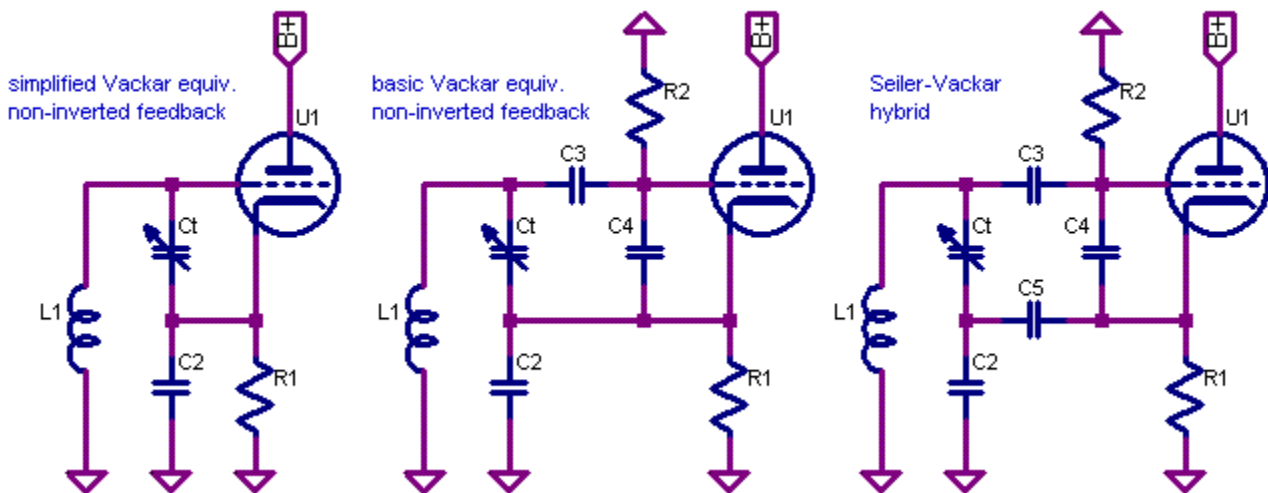 B+
simplified Vackar equiv.
non-inverted feedback
U1
Ct
L1
C2
R1
B+
basic Vackar equiv.
non-inverted feedback
R2
U1
C3
Ct
C4
L1
C2
R1
B+
Seiler-Vackar
hybrid
R2
U1
C3
Ct
C4
C5
L1
C2
R1